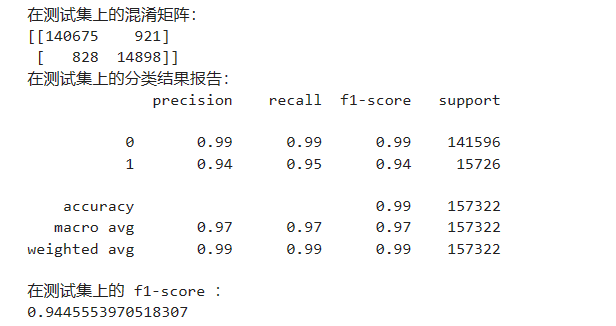 在测试集上的混淆矩阵：
[[140675    921]
 [   828  14898]]
在测试集上的分类结果报告：
              precision    recall  f1-score   support

           0       0.99      0.99      0.99    141596
           1       0.94      0.95      0.94     15726

    accuracy                           0.99    157322
   macro avg       0.97      0.97      0.97    157322
weighted avg       0.99      0.99      0.99    157322

在测试集上的 f1-score ：
0.9445553970518307